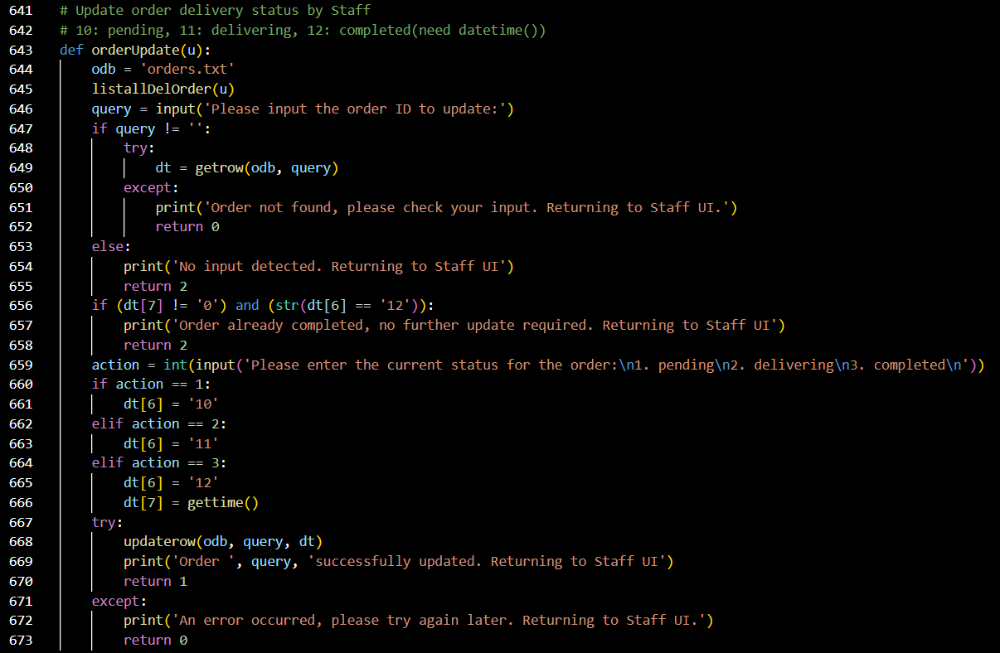 641 # Update order delivery status by Staff
642 # 10: pending, 11: delivering, 12: completed(need datetime())
643 def orderUpdate(u):
644     odb = 'orders.txt'
645     listallDelOrder(u)
646     query = input('Please input the order ID to update:')
647     if query != '':
648         try:
649             dt = getrow(odb, query)
650         except:
651             print('Order not found, please check your input. Returning to Staff UI.')
652             return 0
653     else:
654         print('No input detected. Returning to Staff UI')
655         return 2
656     if (dt[7] != '0') and (str(dt[6] == '12')):
657         print('Order already completed, no further update required. Returning to Staff UI')
658         return 2
659     action = int(input('Please enter the current status for the order:\n1. pending\n2. delivering\n3. completed\n'))
660     if action == 1:
661         dt[6] = '10'
662     elif action == 2:
663         dt[6] = '11'
664     elif action == 3:
665         dt[6] = '12'
666         dt[7] = gettime()
667     try:
668         updaterow(odb, query, dt)
669         print('Order ', query, 'successfully updated. Returning to Staff UI')
670         return 1
671     except:
672         print('An error occurred, please try again later. Returning to Staff UI.')
673         return 0